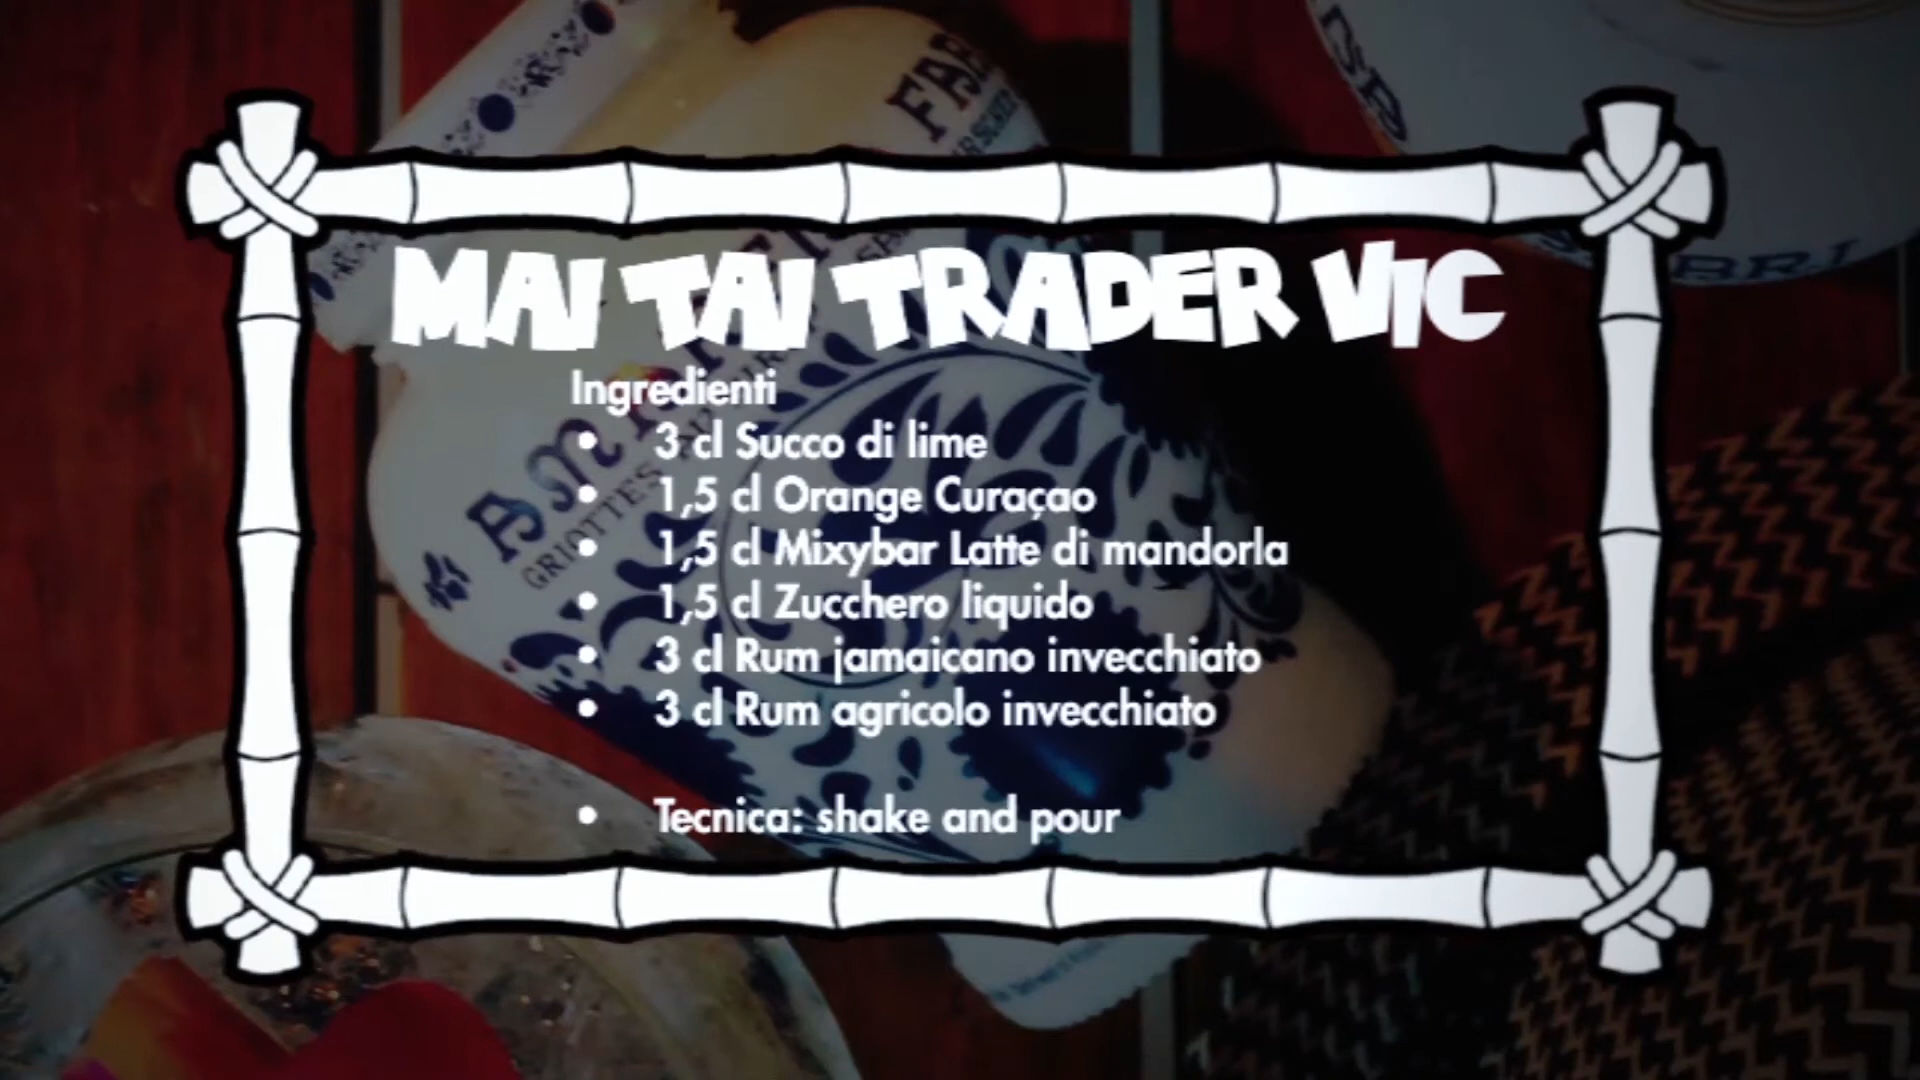 MAI TAI TRADER VIC
Ingredienti
• 3 cl Succo di lime
• 1,5 cl Orange Curaçao
• 1,5 cl Mixybar Latte di mandorla
• 1,5 cl Zucchero liquido
• 3 cl Rum jamaicano invecchiato
• 3 cl Rum agricolo invecchiato
• Tecnica: shake and pour
GRIOTTES